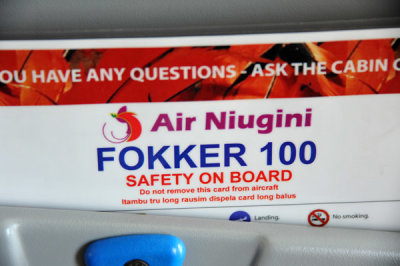 YOU HAVE ANY QUESTIONS - ASK THE CABIN
Air Niugini
FOKKER 100
SAFETY ON BOARD
Do not remove this card from aircraft
Itambu tru long rausim dispela card long balus
Landing.
No smoking.